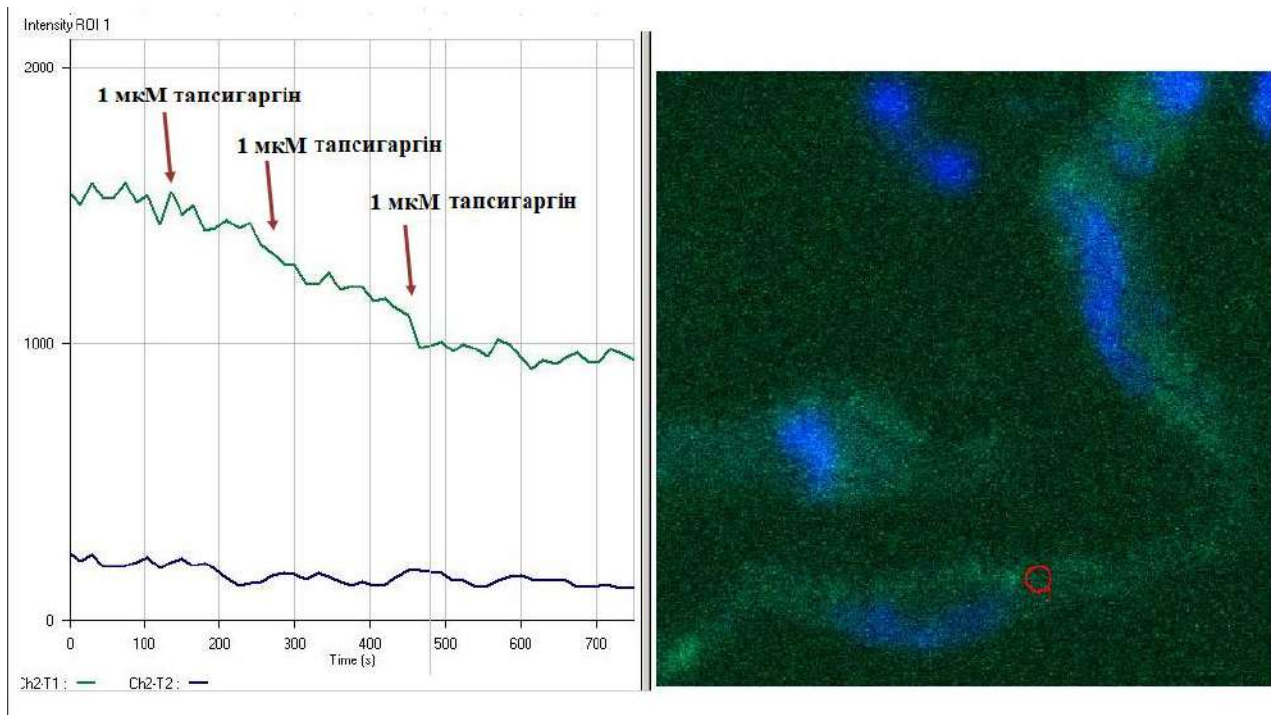 Intensity ROI 1
2000
1 мкМ тапсигаргін
1 мкМ тапсигаргін
1 мкМ тапсигаргін
1000
0
0 100 200 300 400 500 600 700
Time (s)
Ch2-T1 : Ch2-T2 :